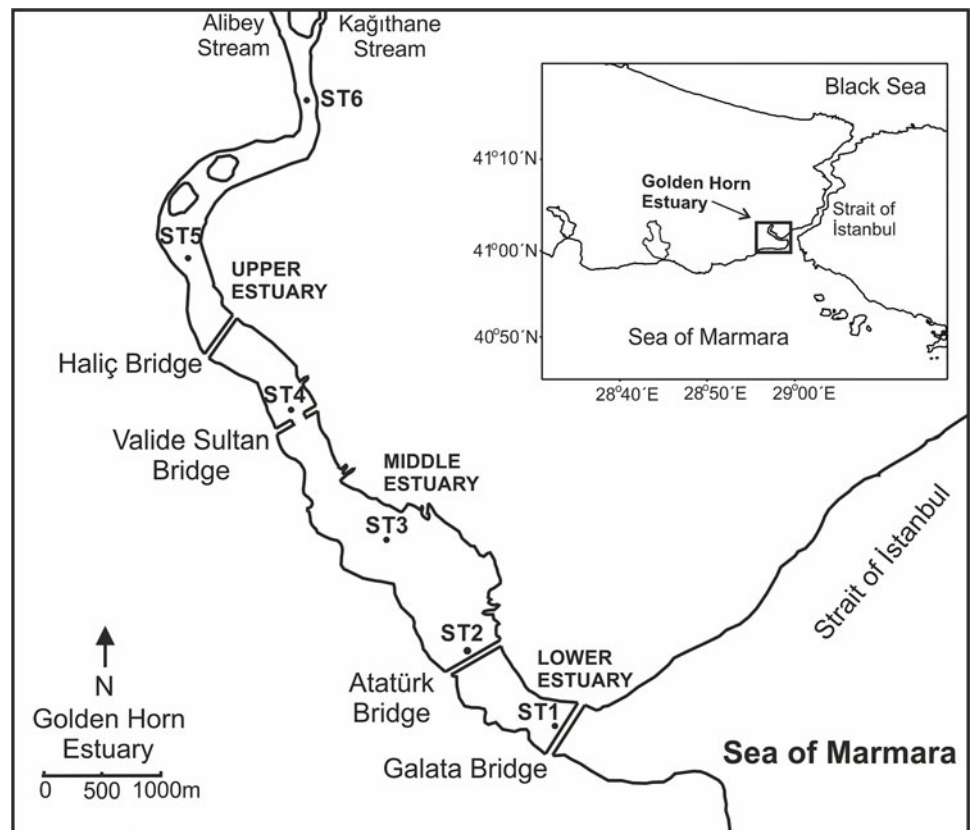 Alibey
Stream
Kağıthane
Stream
ST6
ST5
UPPER
ESTUARY
Haliç Bridge
ST4
Valide Sultan
Bridge
MIDDLE
ESTUARY
ST3
ST2
Atatürk
Bridge
LOWER
ESTUARY
ST1
Galata Bridge
Strait of İstanbul
Sea of Marmara
N
Golden Horn
Estuary
0 500 1000m
Black Sea
41°10´N
Golden Horn
Estuary
Strait of
İstanbul
41°00´N
40°50´N
Sea of Marmara
28°40´E 28°50´E 29°00´E